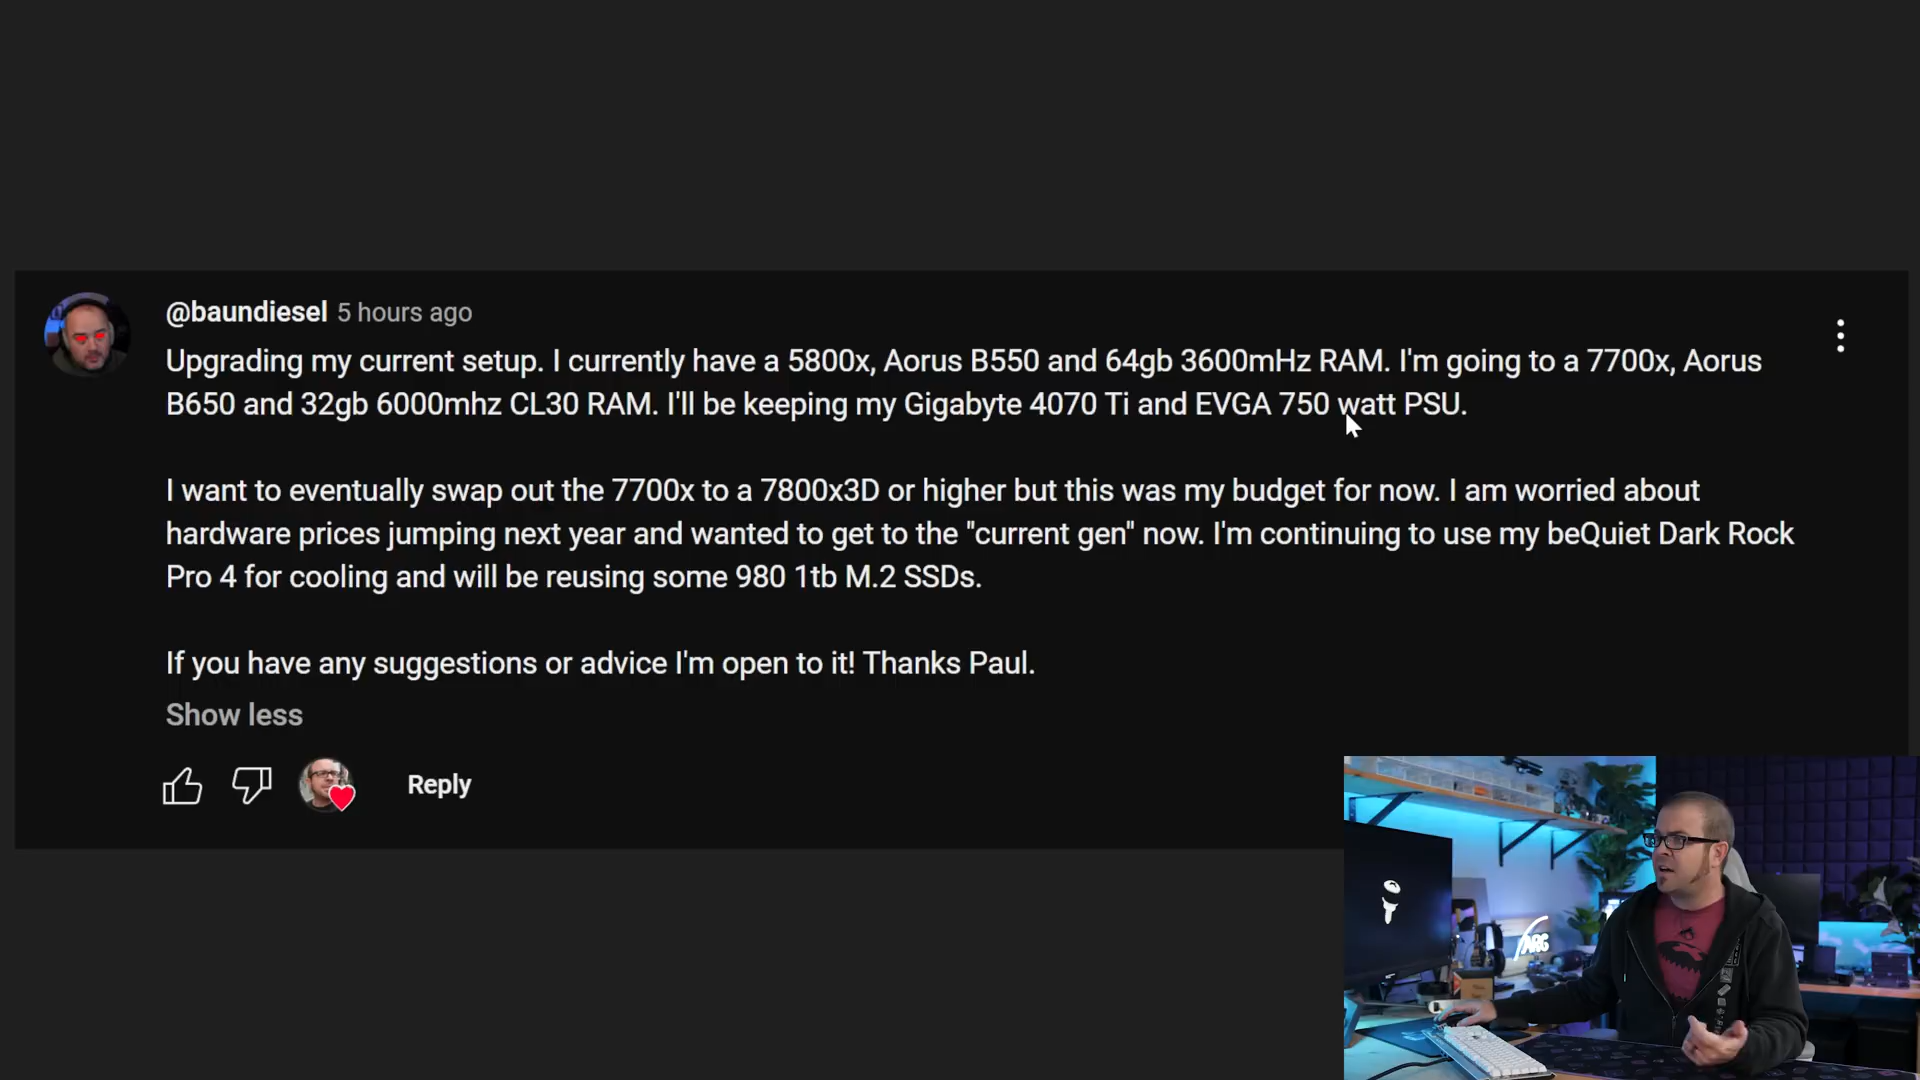 @baundiesel 5 hours ago
Upgrading my current setup. I currently have a 5800x, Aorus B550 and 64gb 3600mHz RAM. I'm going to a 7700x, Aorus
B650 and 32gb 6000mhz CL30 RAM. I'll be keeping my Gigabyte 4070 Ti and EVGA 750 watt PSU.
I want to eventually swap out the 7700x to a 7800x3D or higher but this was my budget for now. I am worried about
hardware prices jumping next year and wanted to get to the "current gen" now. I'm continuing to use my beQuiet Dark Rock
Pro 4 for cooling and will be reusing some 980 1tb M.2 SSDs.
If you have any suggestions or advice I'm open to it! Thanks Paul.
Show less
Reply
ARG